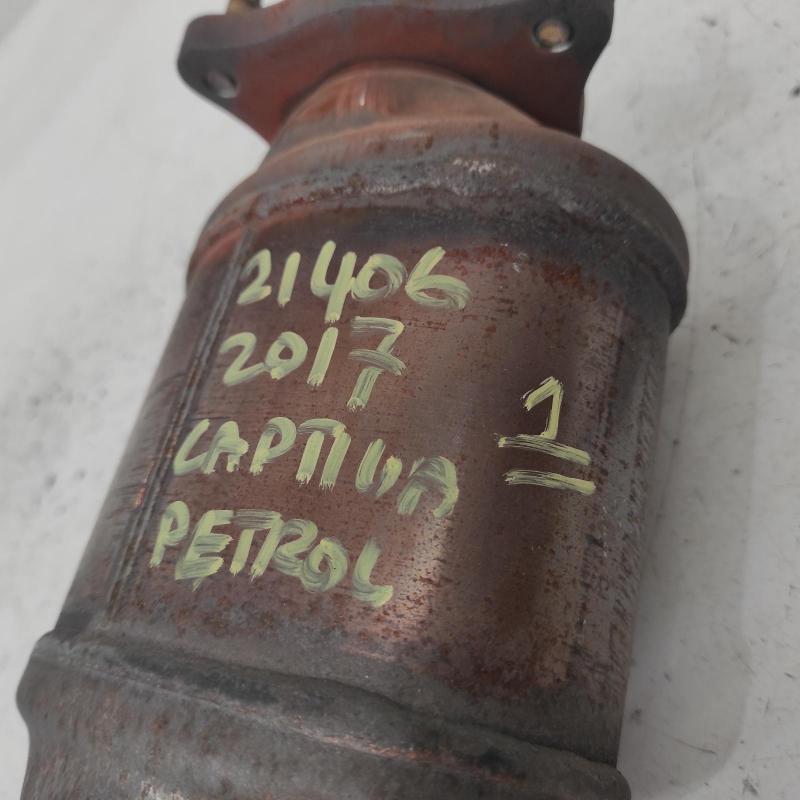 21406
2017
CAPTIVA
PETROL
1